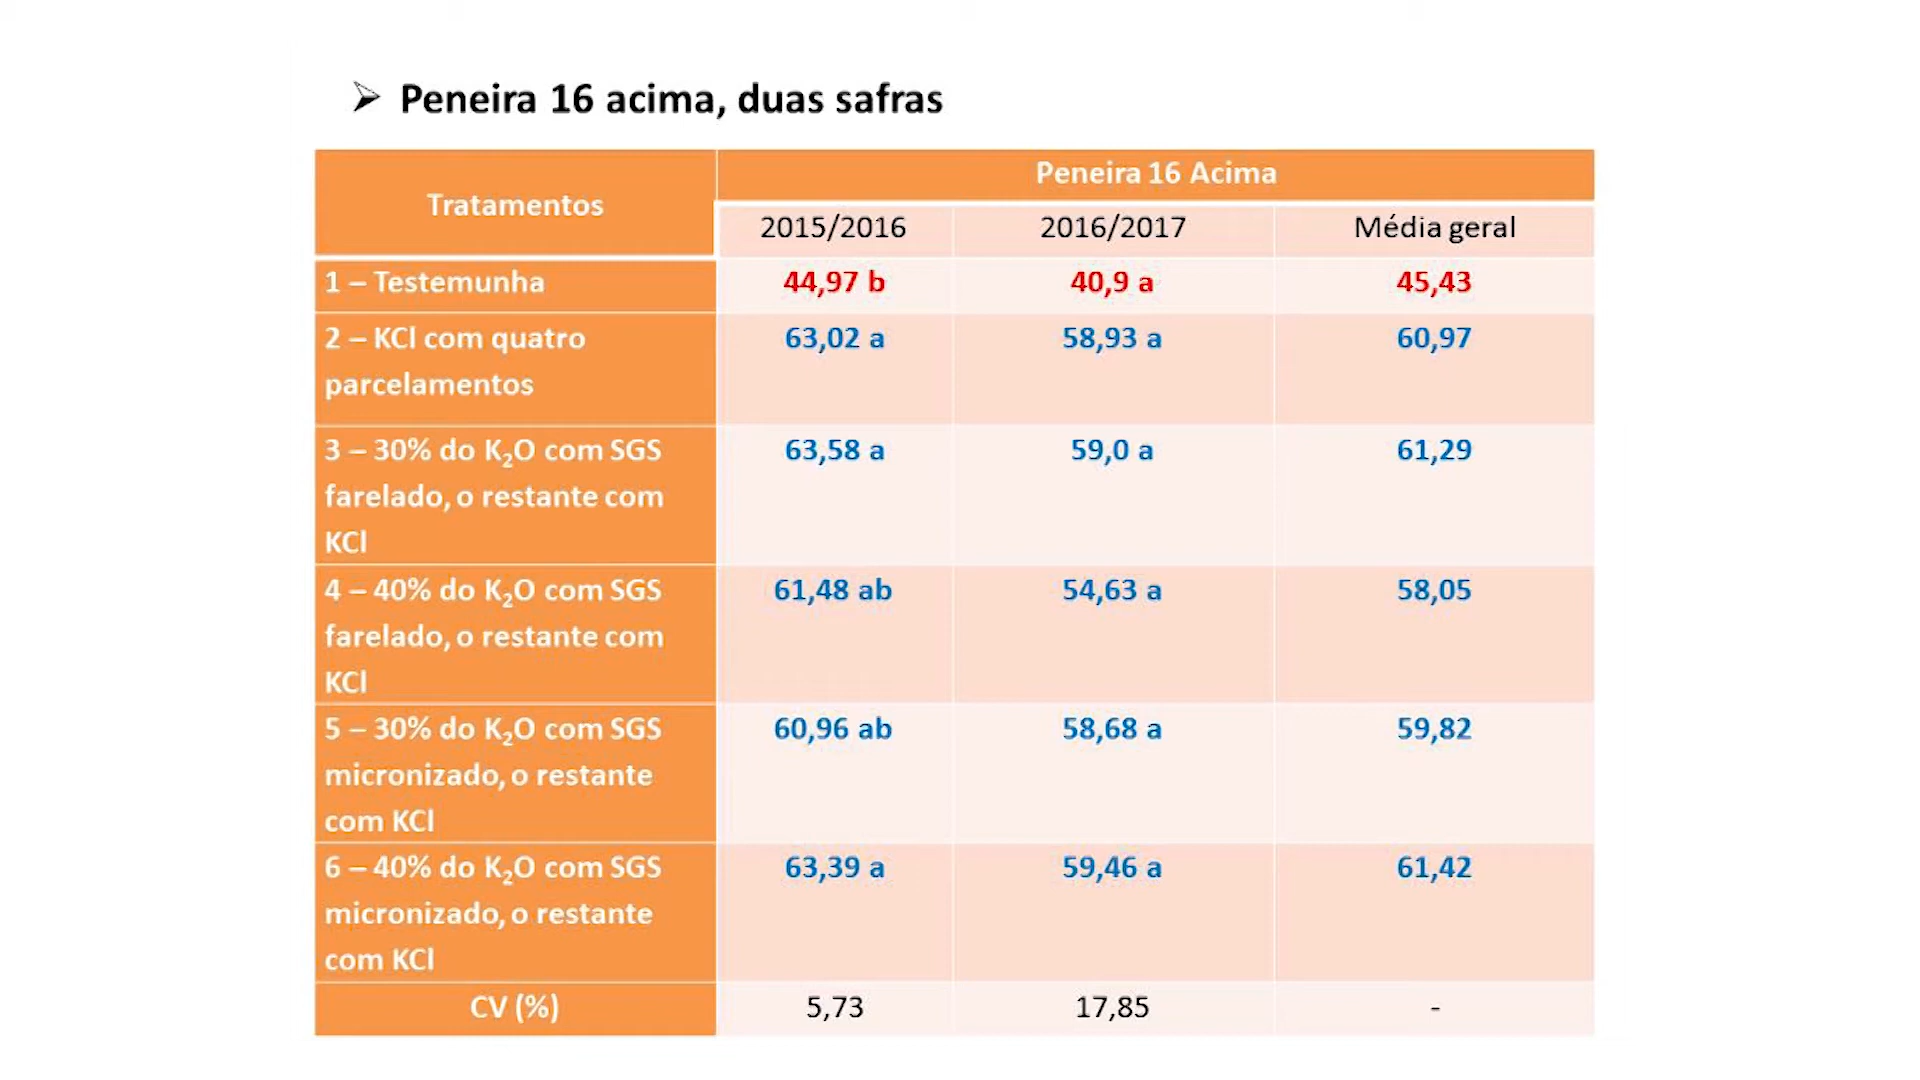 Peneira 16 acima, duas safras
Tratamentos
Peneira 16 Acima
2015/2016 2016/2017 Média geral
1 – Testemunha 44,97 b 40,9 a 45,43
2 – KCl com quatro 63,02 a 58,93 a 60,97
parcelamentos
3 – 30% do K₂O com SGS 63,58 a 59,0 a 61,29
farelado, o restante com
KCl
4 – 40% do K₂O com SGS 61,48 ab 54,63 a 58,05
farelado, o restante com
KCl
5 – 30% do K₂O com SGS 60,96 ab 58,68 a 59,82
micronizado, o restante
com KCl
6 – 40% do K₂O com SGS 63,39 a 59,46 a 61,42
micronizado, o restante
com KCl
CV (%) 5,73 17,85 -